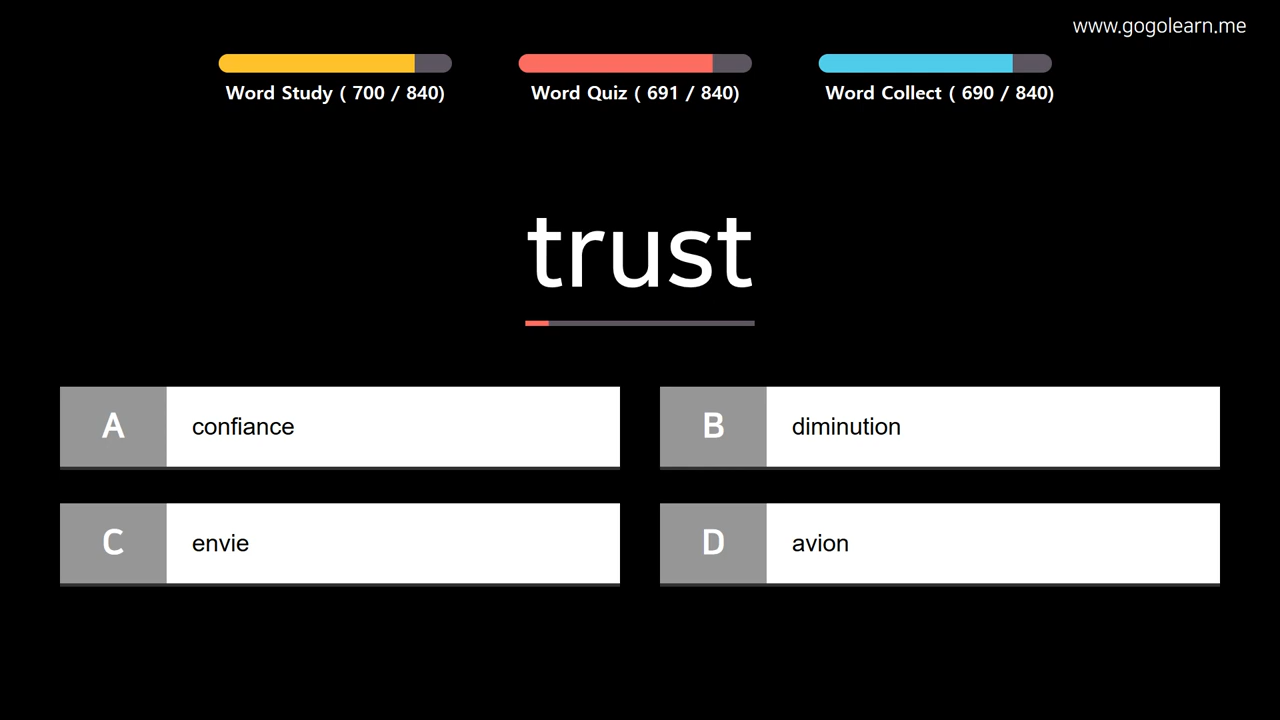 www.gogolearn.me
Word Study ( 700 / 840)
Word Quiz ( 691 / 840)
Word Collect ( 690 / 840)
trust
A confiance
B diminution
C envie
D avion